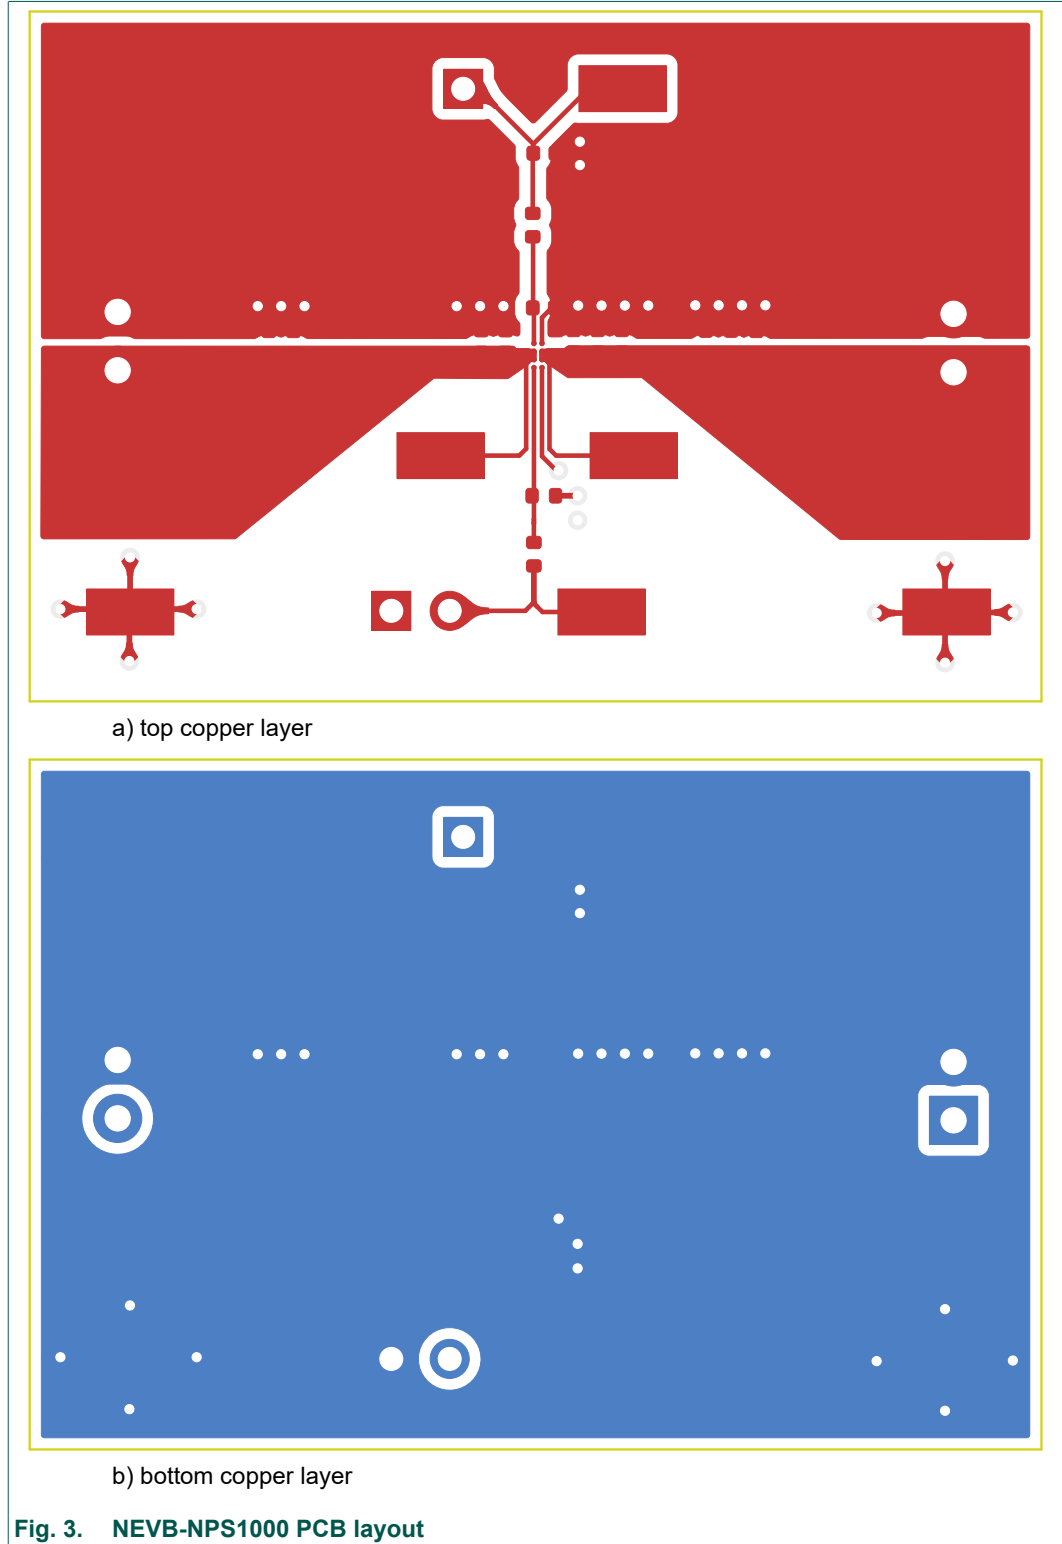 a) top copper layer
b) bottom copper layer
Fig. 3. NEVB-NPS1000 PCB layout